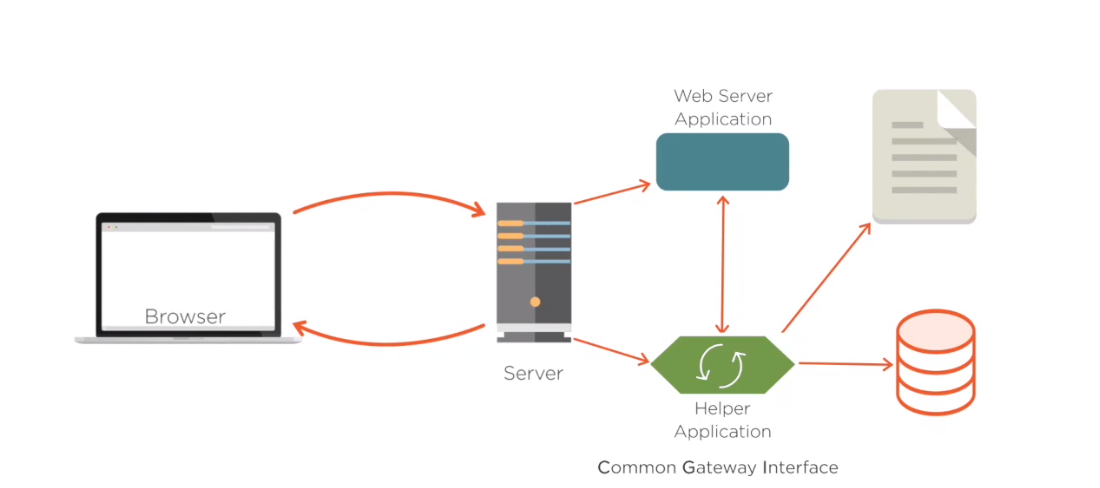 Web Server
Application
Browser
Server
Helper
Application
Common Gateway Interface